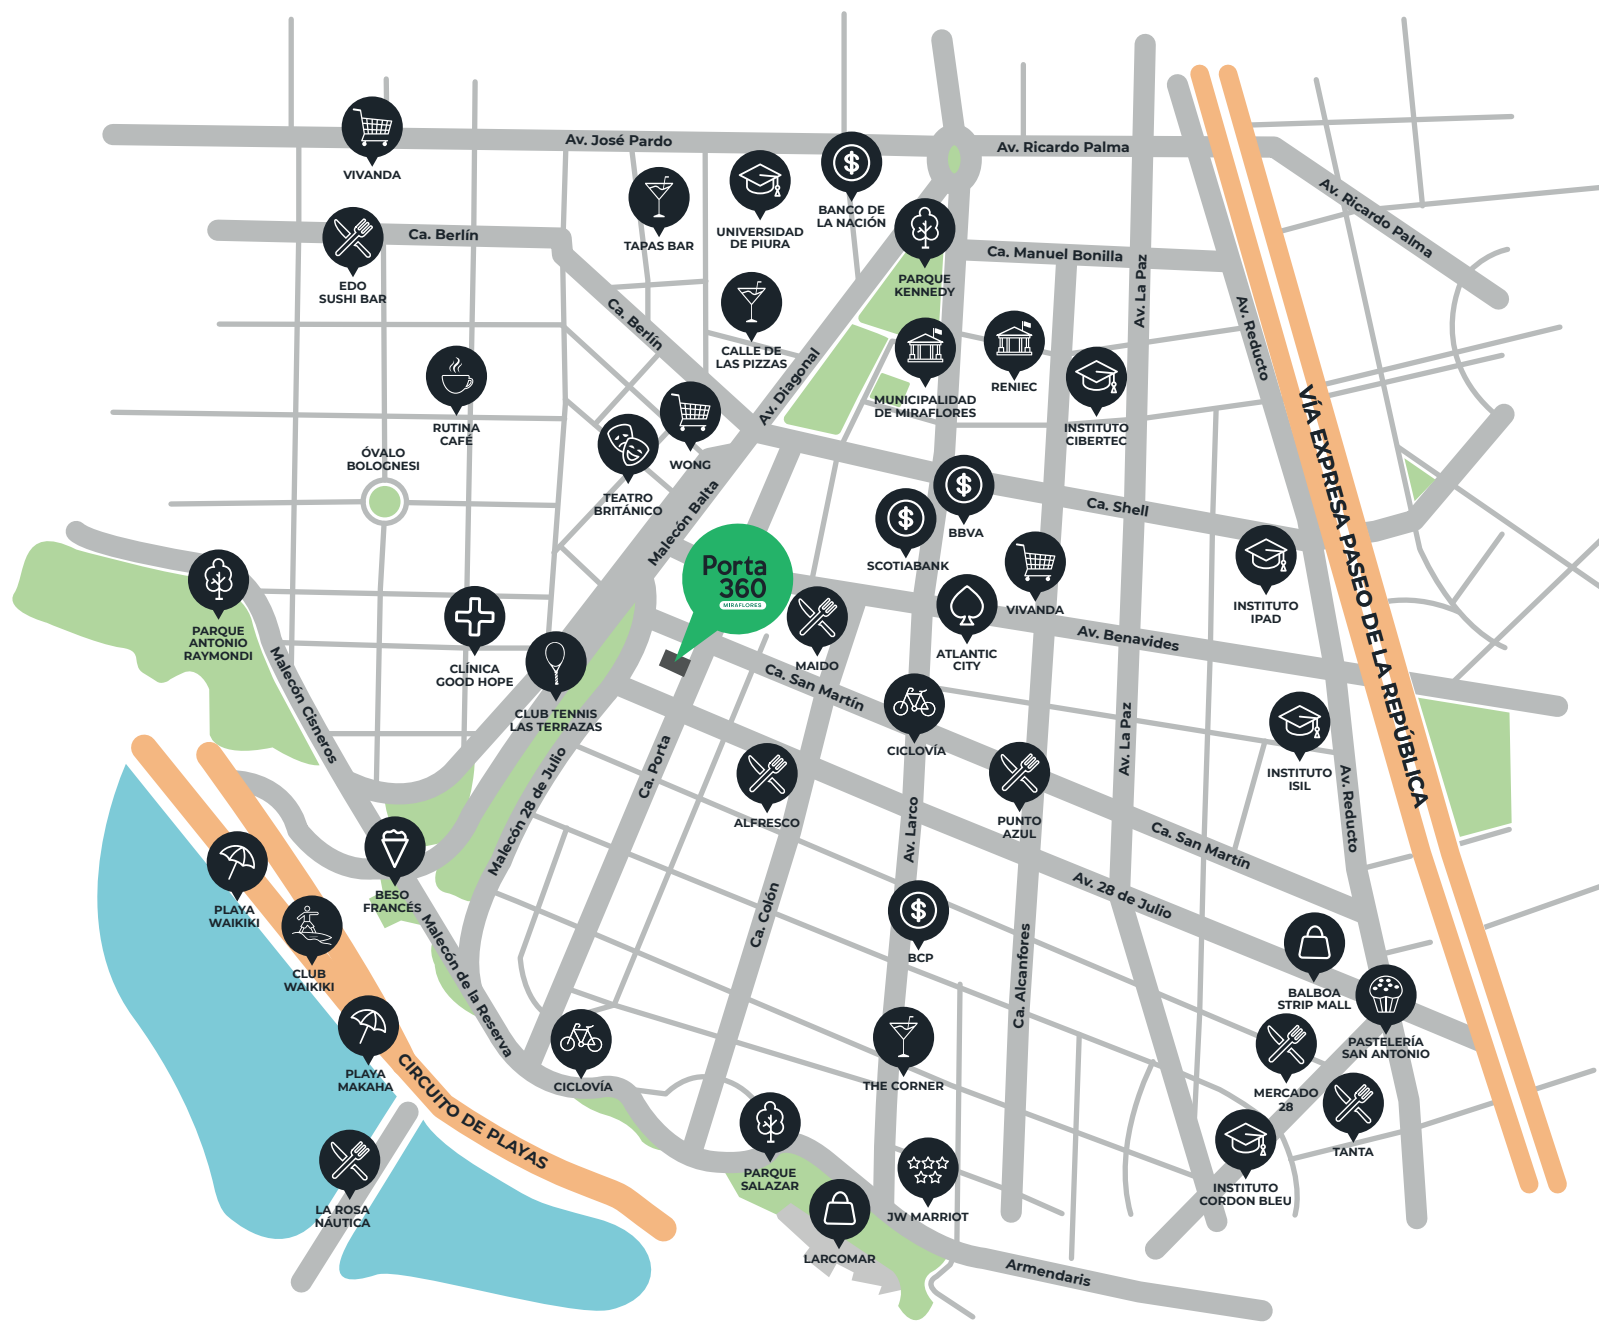 Av. José Pardo
Av. Ricardo Palma
VIVANDA
BANCO DE
LA NACIÓN
Av. Ricardo Palma
TAPAS BAR
UNIVERSIDAD
DE PIURA
Ca. Berlín
Ca. Manuel Bonilla
EDO
SUSHI BAR
PARQUE
KENNEDY
Av. La Paz
Ca. Berlín
Av. Reducto
CALLE DE
LAS PIZZAS
Av. Diagonal
RENIEC
MUNICIPALIDAD
DE MIRAFLORES
RUTINA
CAFÉ
INSTITUTO
CIBERTEC
ÓVALO
BOLOGNESI
WONG
TEATRO
BRITÁNICO
Malecón Balta
Ca. Shell
BBVA
SCOTIABANK
VÍA EXPRESA PASEO DE LA REPÚBLICA
Porta
360
MIRAFLORES
VIVANDA
INSTITUTO
IPAD
PARQUE
ANTONIO
RAYMONDI
Av. Benavides
ATLANTIC
CITY
MAIDO
CLÍNICA
GOOD HOPE
Ca. San Martín
Malecón Cisneros
CLUB TENNIS
LAS TERRAZAS
CICLOVÍA
Av. La Paz
INSTITUTO
ISIL
Ca. Porta
Malecón 28 de Julio
ALFRESCO
PUNTO
AZUL
Av. Larco
Av. Reducto
Ca. San Martín
BESO
FRANCÉS
PLAYA
WAIKIKI
Av. 28 de Julio
Ca. Colón
Malecón de la Reserva
BCP
Ca. Alcanfores
CLUB
WAIKIKI
BALBOA
STRIP MALL
PASTELERÍA
SAN ANTONIO
PLAYA
MAKAHA
CICLOVÍA
THE CORNER
MERCADO
28
CIRCUITO DE PLAYAS
TANTA
PARQUE
SALAZAR
INSTITUTO
CORDON BLEU
LA ROSA
NÁUTICA
JW MARRIOT
LARCOMAR
Armendaris